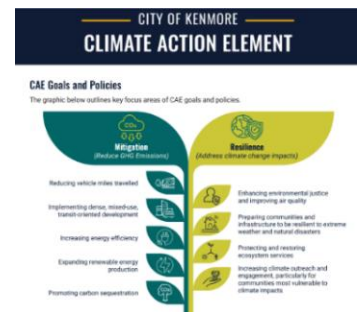 CITY OF KENMORE
CLIMATE ACTION ELEMENT
CAE Goals and Policies
The graphic below outlines key focus areas of CAE goals and policies.
CO₂
Mitigation
(Reduce GHG Emissions)
Reducing vehicle miles travelled
Implementing dense, mixed-use,
transit-oriented development
Increasing energy efficiency
Expanding renewable energy
production
Promoting carbon sequestration
Resilience
(Address climate change impacts)
Enhancing environmental justice
and improving air quality
Preparing communities and
infrastructure to be resilient to extreme
weather and natural disasters
Protecting and restoring
ecosystem services
Increasing climate outreach and
engagement, particularly for
communities most vulnerable to
climate impacts